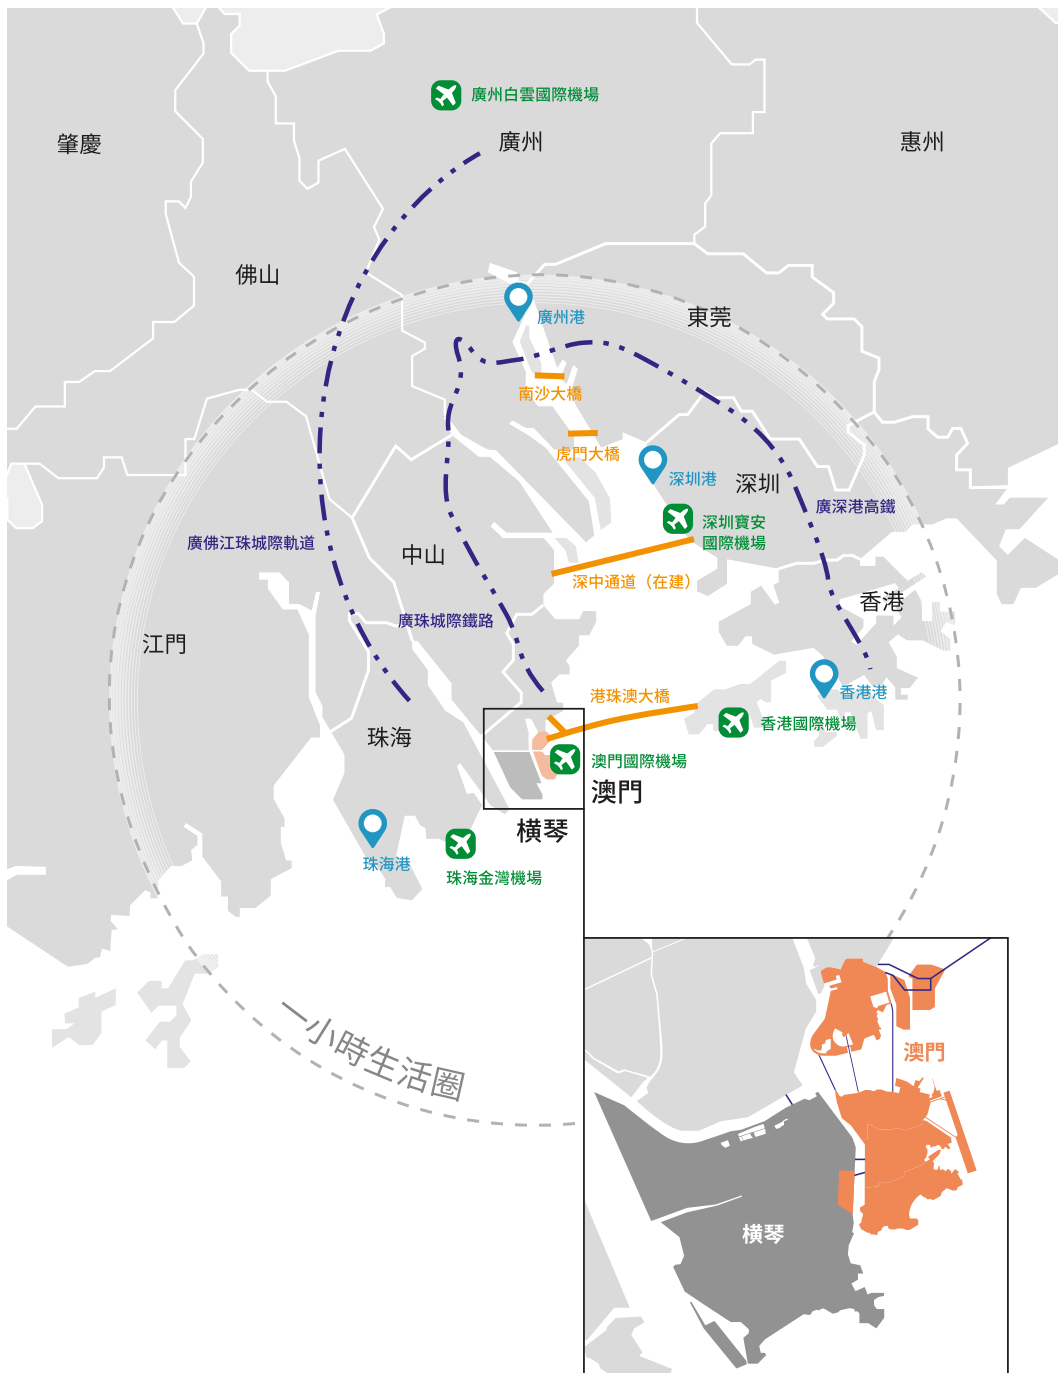 廣州白雲國際機場
肇慶
廣州
惠州
佛山
廣州港
東莞
南沙大橋
虎門大橋
深圳港
深圳
廣深港高鐵
深圳寶安
國際機場
廣佛江珠城際軌道
中山
深中通道（在建）
香港
廣珠城際鐵路
江門
港珠澳大橋
香港港
香港國際機場
珠海
澳門國際機場
澳門
橫琴
珠海港
珠海金灣機場
一小時生活圈
澳門
橫琴